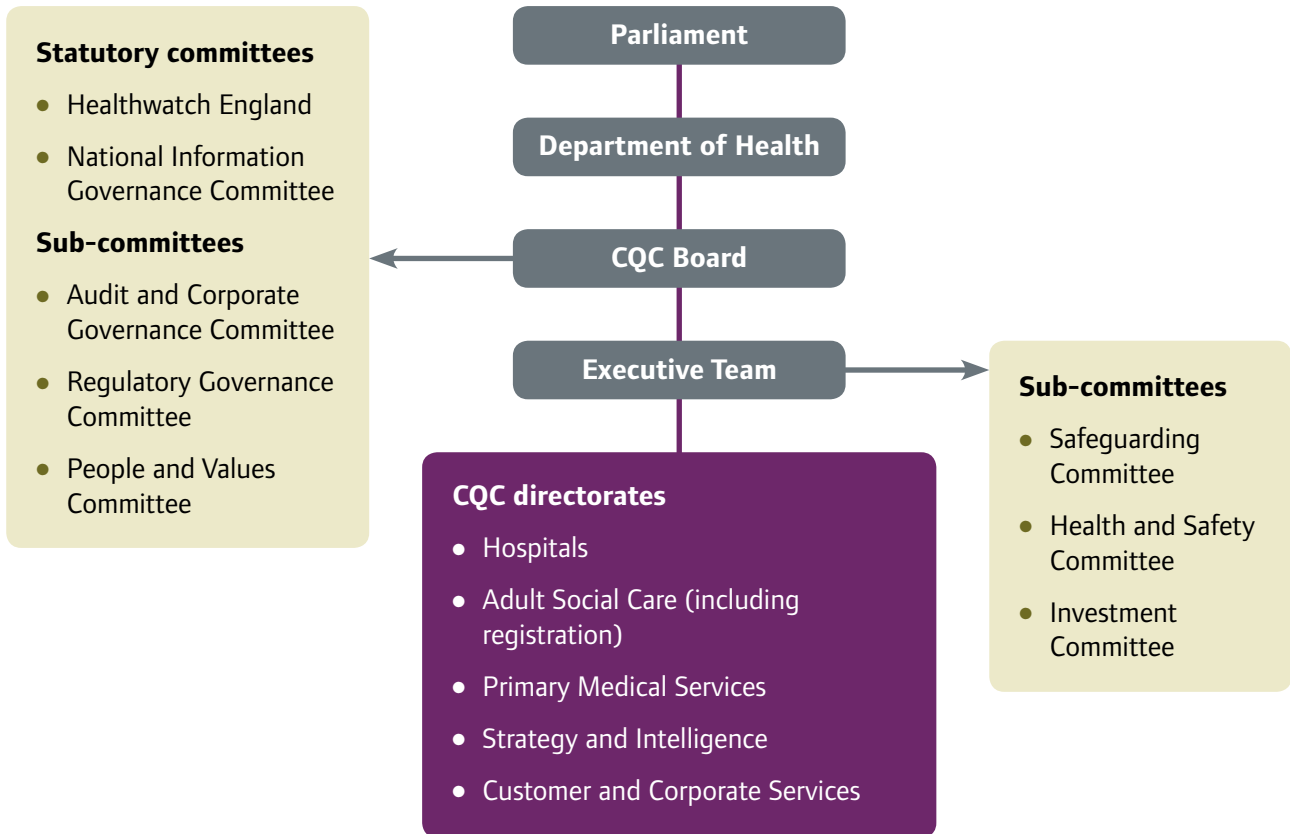 Parliament
Department of Health
CQC Board
Executive Team
Statutory committees
Healthwatch England
National Information
Governance Committee
Sub-committees
Audit and Corporate
Governance Committee
Regulatory Governance
Committee
People and Values
Committee
Sub-committees
Safeguarding
Committee
Health and Safety
Committee
Investment
Committee
CQC directorates
Hospitals
Adult Social Care (including
registration)
Primary Medical Services
Strategy and Intelligence
Customer and Corporate Services